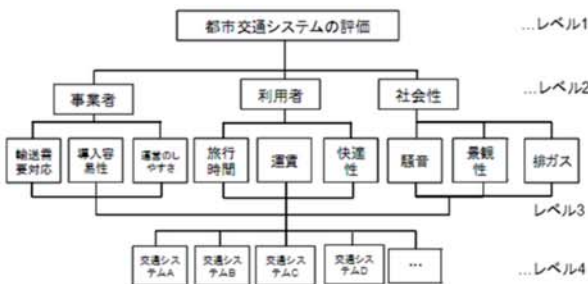 都市交通システムの評価
…レベル1
事業者
利用者
社会性
…レベル2
輸送需
要対応
導入容
易性
運営のし
やすさ
旅行
時間
運賃
快適
性
騒音
景観
性
排ガス
レベル3
交通シス
テムA
交通シス
テムB
交通シス
テムC
交通シス
テムD
…
…レベル4